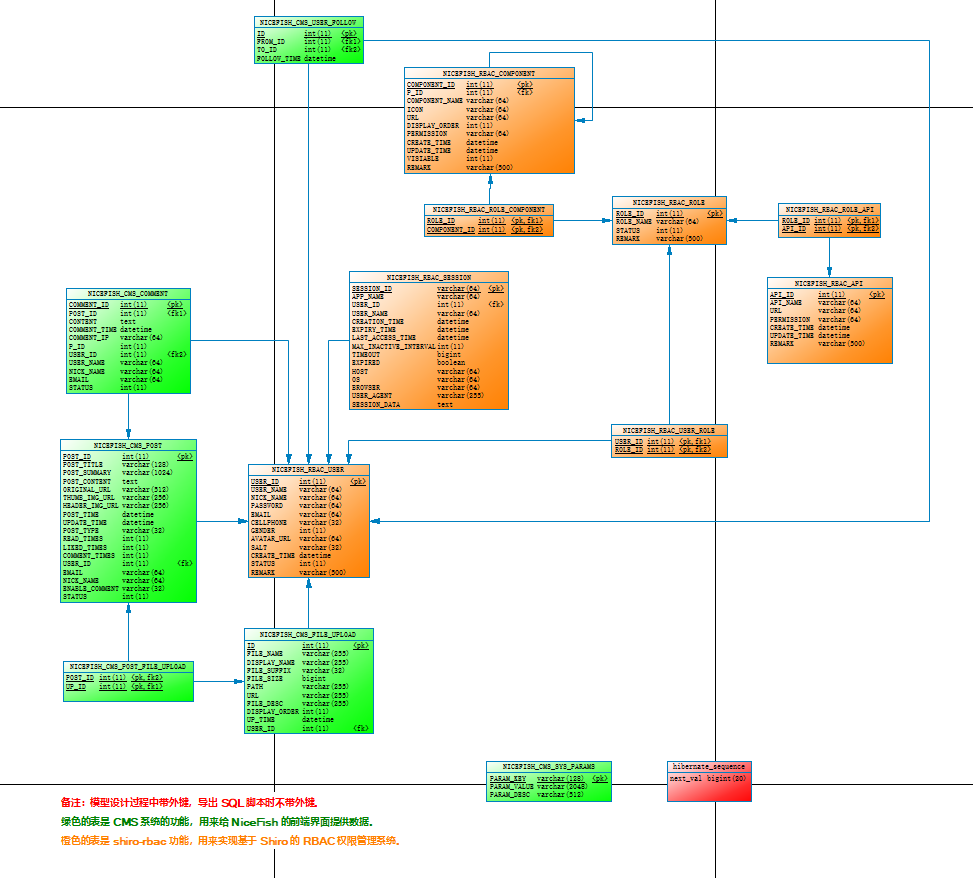 NICEFISH_CMS_USER_FOLLOW
ID int(11) <pk>
FROM_ID int(11) <fk1>
TO_ID int(11) <fk2>
FOLLOW_TIME datetime
NICEFISH_RBAC_COMPONENT
COMPONENT_ID int(11) <pk>
P_ID int(11) <fk>
COMPONENT_NAME varchar(64)
ICON varchar(64)
URL varchar(64)
DISPLAY_ORDER int(11)
PERMISSION varchar(64)
CREATE_TIME datetime
UPDATE_TIME datetime
VISIABLE int(11)
REMARK varchar(500)
NICEFISH_RBAC_ROLE_COMPONENT
ROLE_ID int(11) <pk,fk1>
COMPONENT_ID int(11) <pk,fk2>
NICEFISH_RBAC_ROLE
ROLE_ID int(11) <pk>
ROLE_NAME varchar(64)
STATUS int(11)
REMARK varchar(500)
NICEFISH_RBAC_ROLE_API
ROLE_ID int(11) <pk,fk1>
API_ID int(11) <pk,fk2>
NICEFISH_RBAC_SESSION
SESSION_ID varchar(64) <pk>
APP_NAME varchar(64)
USER_ID int(11) <fk>
USER_NAME varchar(64)
CREATION_TIME datetime
EXPIRY_TIME datetime
LAST_ACCESS_TIME datetime
MAX_INACTIVE_INTERVAL int(11)
TIMEOUT bigint
EXPIRED boolean
HOST varchar(64)
OS varchar(64)
BROWSER varchar(64)
USER_AGENT varchar(255)
SESSION_DATA text
NICEFISH_RBAC_API
API_ID int(11) <pk>
API_NAME varchar(64)
URL varchar(64)
PERMISSION varchar(64)
CREATE_TIME datetime
UPDATE_TIME datetime
REMARK varchar(500)
NICEFISH_CMS_COMMENT
COMMENT_ID int(11) <pk>
POST_ID int(11) <fk1>
CONTENT text
COMMENT_TIME datetime
COMMENT_IP varchar(64)
P_ID int(11)
USER_ID int(11) <fk2>
USER_NAME varchar(64)
NICK_NAME varchar(64)
EMAIL varchar(64)
STATUS int(11)
NICEFISH_RBAC_USER_ROLE
USER_ID int(11) <pk,fk1>
ROLE_ID int(11) <pk,fk2>
NICEFISH_CMS_POST
POST_ID int(11) <pk>
POST_TITLE varchar(128)
POST_SUMMARY varchar(1024)
POST_CONTENT text
ORIGINAL_URL varchar(512)
THUMB_IMG_URL varchar(256)
HEADER_IMG_URL varchar(256)
POST_TIME datetime
UPDATE_TIME datetime
POST_TYPE varchar(32)
READ_TIMES int(11)
LIKED_TIMES int(11)
COMMENT_TIMES int(11)
USER_ID int(11) <fk>
EMAIL varchar(64)
NICK_NAME varchar(64)
ENABLE_COMMENT varchar(32)
STATUS int(11)
NICEFISH_RBAC_USER
USER_ID int(11) <pk>
USER_NAME varchar(64)
NICK_NAME varchar(64)
PASSWORD varchar(64)
EMAIL varchar(64)
CELLPHONE varchar(32)
GENDER int(11)
AVATAR_URL varchar(64)
SALT varchar(32)
CREATE_TIME datetime
STATUS int(11)
REMARK varchar(500)
NICEFISH_CMS_FILE_UPLOAD
ID int(11) <pk>
FILE_NAME varchar(255)
DISPLAY_NAME varchar(255)
FILE_SUFFIX varchar(32)
FILE_SIZE bigint
PATH varchar(255)
URL varchar(255)
FILE_DESC varchar(255)
DISPLAY_ORDER int(11)
UP_TIME datetime
USER_ID int(11) <fk>
NICEFISH_CMS_POST_FILE_UPLOAD
POST_ID int(11) <pk,fk2>
UP_ID int(11) <pk,fk1>
NICEFISH_CMS_SYS_PARAMS
PARAM_KEY varchar(128) <pk>
PARAM_VALUE varchar(2048)
PARAM_DESC varchar(512)
hibernate_sequence
next_val bigint(20)
备注：模型设计过程中带外键，导出 SQL 脚本时不带外键。
绿色的表是 CMS 系统的功能，用来给 NiceFish 的前端界面提供数据。
橙色的表是 shiro-rbac 功能，用来实现基于 Shiro 的 RBAC 权限管理系统。